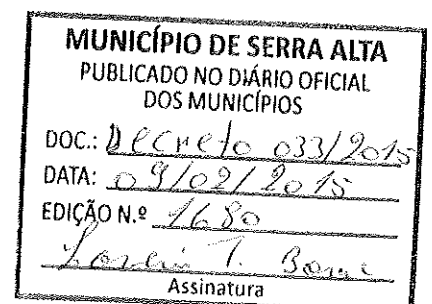 MUNICÍPIO DE SERRA ALTA
PUBLICADO NO DIÁRIO OFICIAL
DOS MUNICÍPIOS
DOC.: Decreto 033/2015
DATA: 09/02/2015
EDIÇÃO N.º 1680
T.
Assinatura